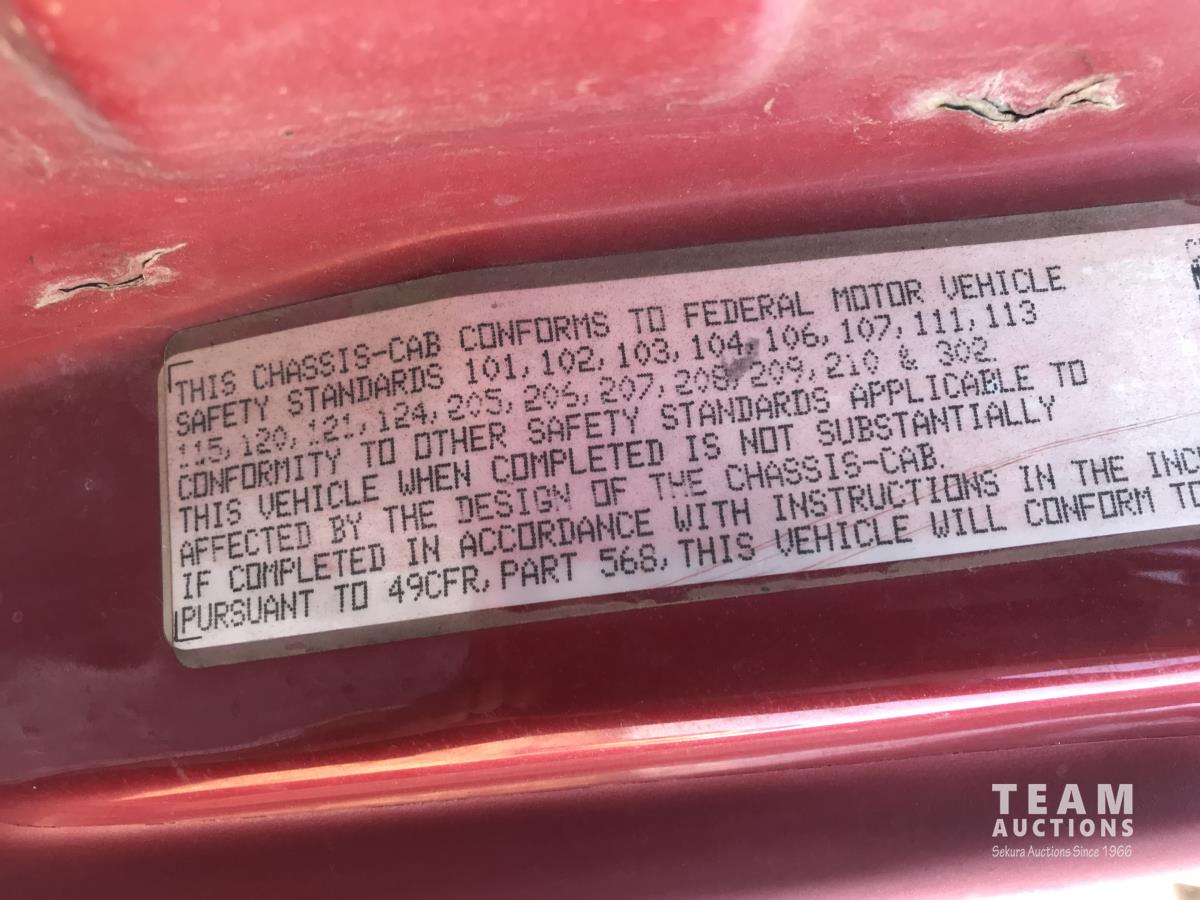 THIS CHASSIS-CAB CONFORMS TO FEDERAL MOTOR VEHICLE
SAFETY STANDARDS 101, 102, 103, 104, 106, 107, 111, 113
115, 120, 121, 124, 205, 206, 207, 208, 209, 210 & 302
CONFORMITY TO OTHER SAFETY STANDARDS APPLICABLE TO
THIS VEHICLE WHEN COMPLETED IS NOT SUBSTANTIALLY
AFFECTED BY THE DESIGN OF THE CHASSIS-CAB.
IF COMPLETED IN ACCORDANCE WITH INSTRUCTIONS IN THE
PURSUANT TO 49CFR, PART 568, THIS VEHICLE WILL CONFORM
TEAM
AUCTIONS
Sekura Auctions Since 1966